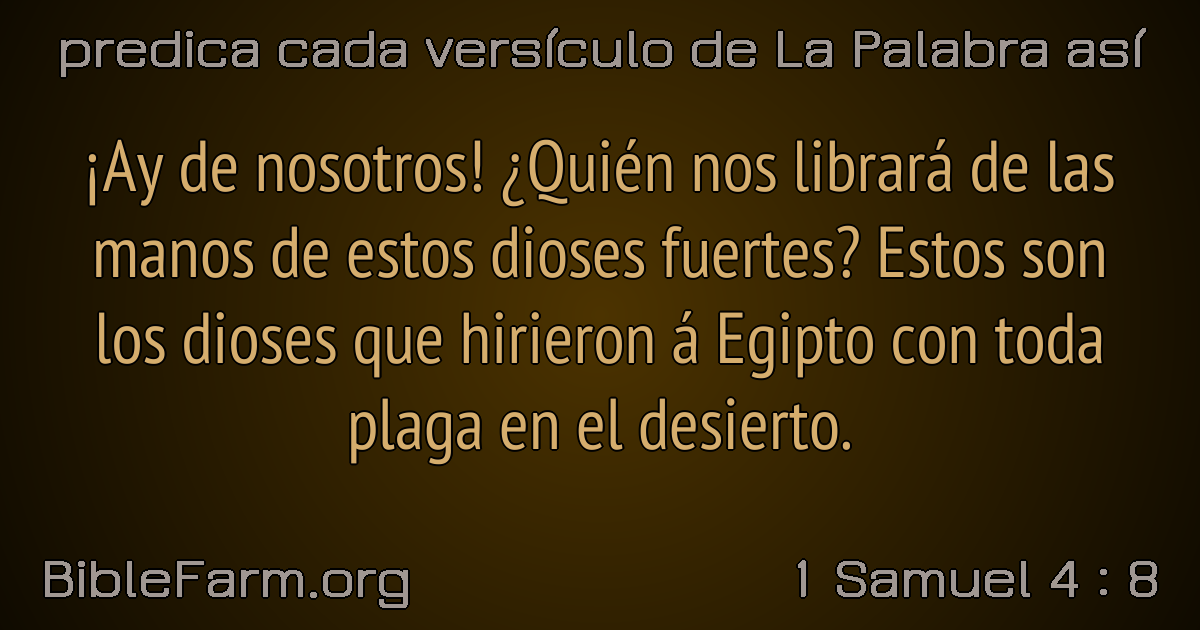 predica cada versículo de La Palabra así
¡Ay de nosotros! ¿Quién nos librará de las
manos de estos dioses fuertes? Estos son
los dioses que hirieron á Egipto con toda
plaga en el desierto.
BibleFarm.org
1 Samuel 4 : 8